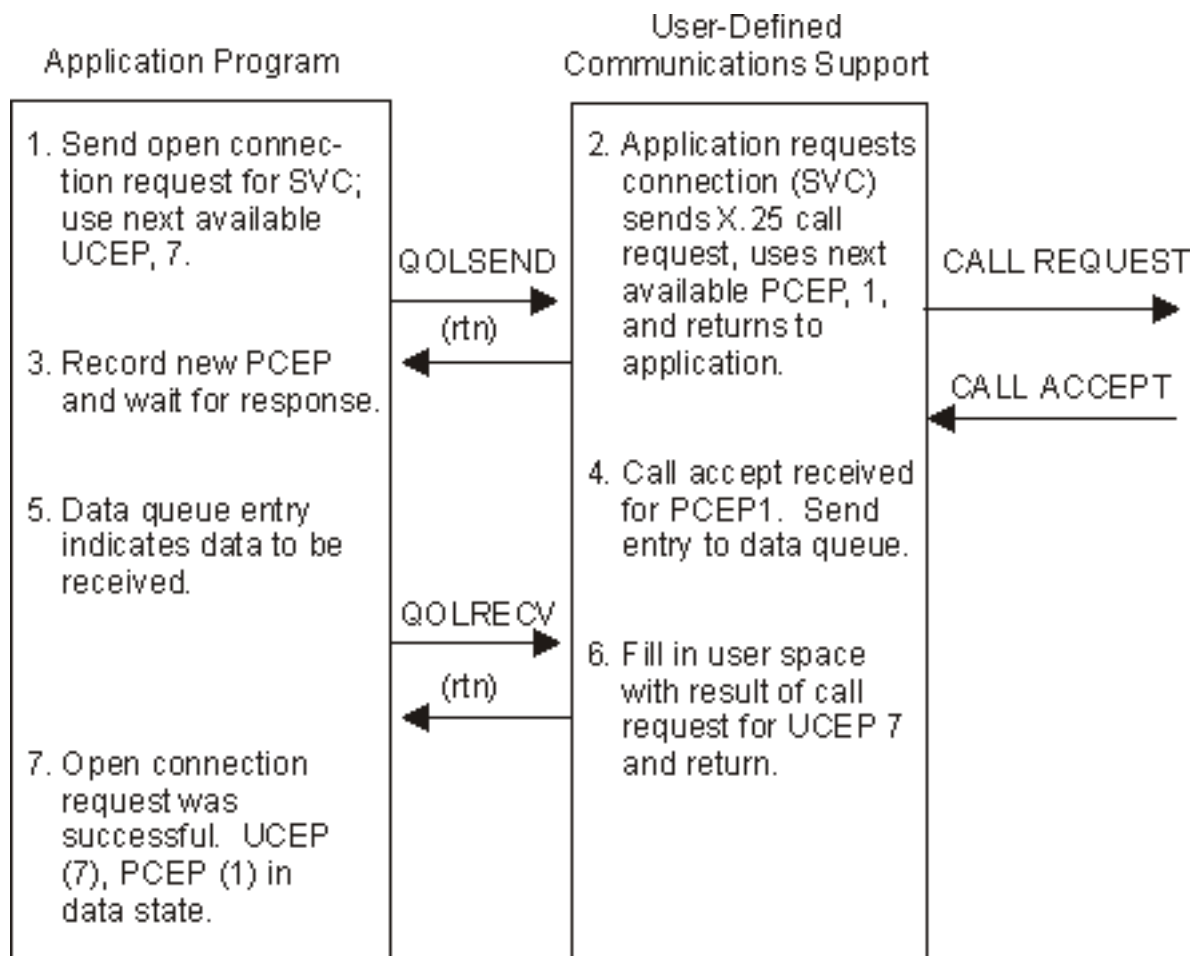 Application Program
User-Defined
Communications Support
1. Send open connec-
tion request for SVC;
use next available
UCEP, 7.
QOLSEND
(rtn)
2. Application requests
connection (SVC)
sends X.25 call
request, uses next
available PCEP, 1,
and returns to
application.
CALL REQUEST
CALL ACCEPT
3. Record new PCEP
and wait for response.
4. Call accept received
for PCEP1. Send
entry to data queue.
5. Data queue entry
indicates data to be
received.
QOLRECV
(rtn)
6. Fill in user space
with result of call
request for UCEP 7
and return.
7. Open connection
request was
successful. UCEP
(7), PCEP (1) in
data state.